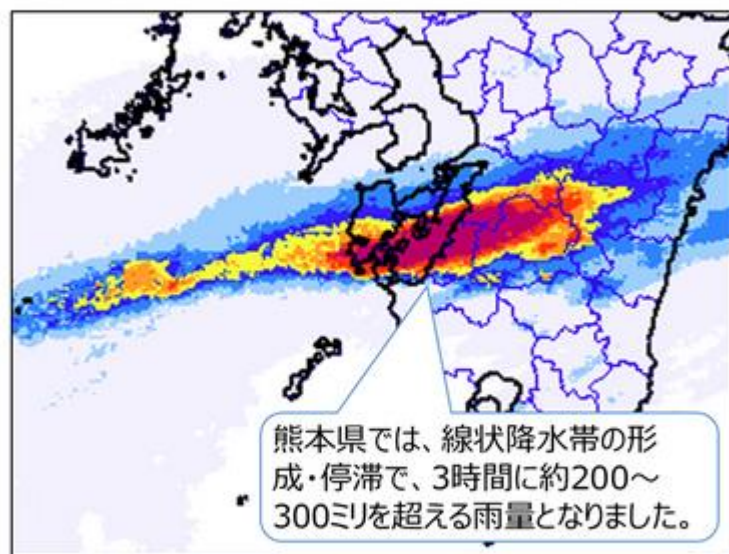 熊本県では、線状降水帯の形
成・停滞で、3時間に約200～
300ミリを超える雨量となりました。